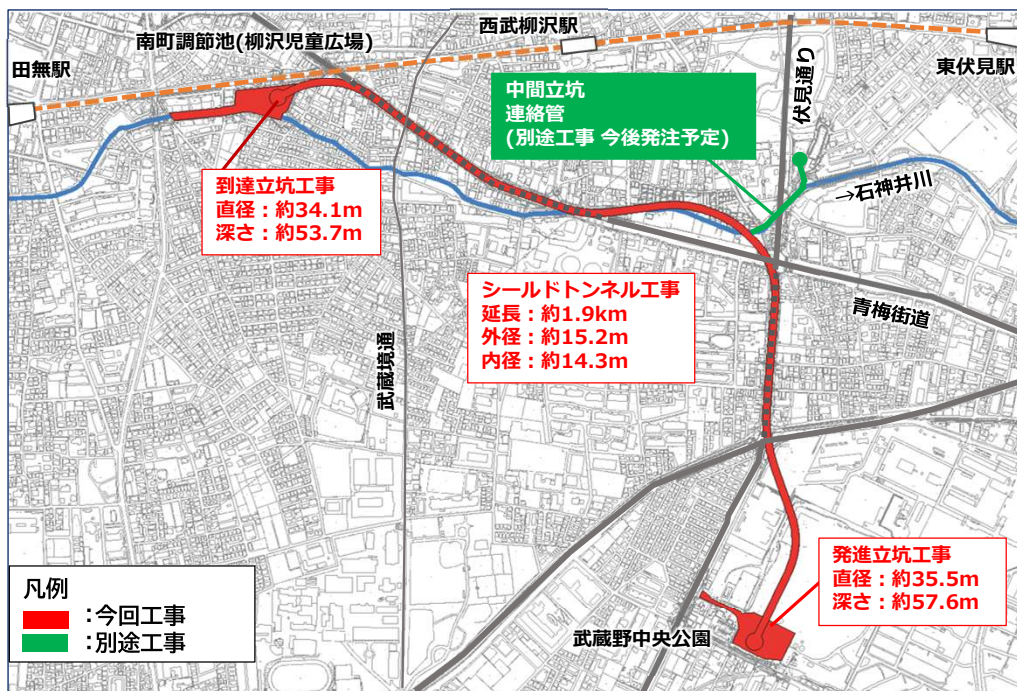 西武柳沢駅
南町調節池(柳沢児童広場)
田無駅
東伏見駅
伏見通り
中間立坑
連絡管
(別途工事 今後発注予定)
→石神井川
到達立坑工事
直径：約34.1m
深さ：約53.7m
シールドトンネル工事
延長：約1.9km
外径：約15.2m
内径：約14.3m
青梅街道
武蔵境通
発進立坑工事
直径：約35.5m
深さ：約57.6m
武蔵野中央公園
凡例
：今回工事
：別途工事